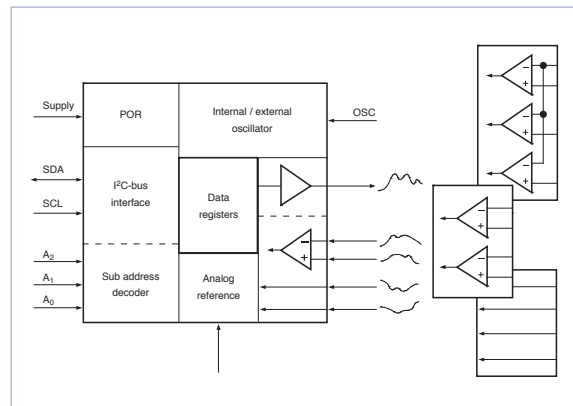 Supply
POR
Internal / external
oscillator
OSC
SDA
I²C-bus
interface
Data
registers
SCL
A₂
A₁
A₀
Sub address
decoder
Analog
reference
−
+
−
+
−
+
−
+
−
+
−
+